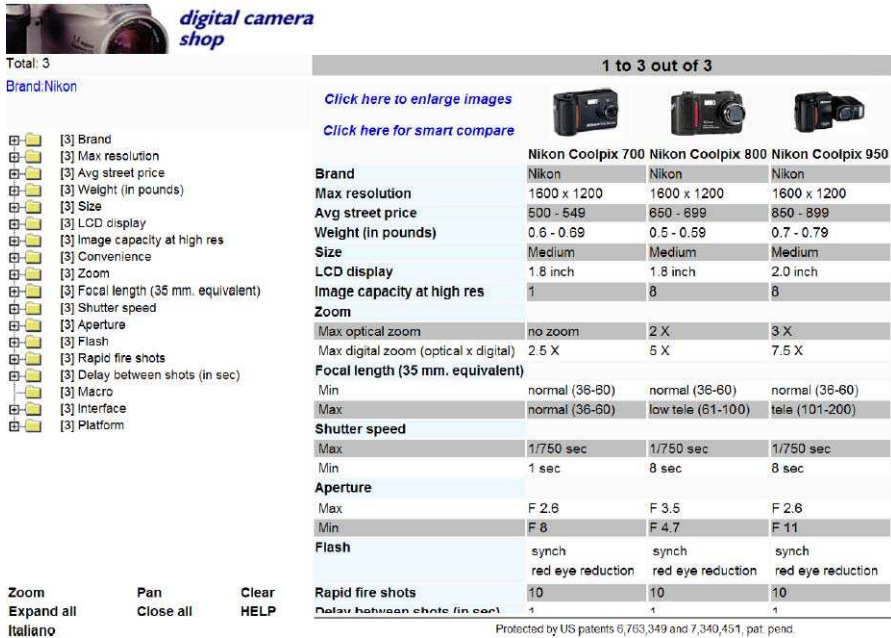 digital camera
shop
Total: 3
Brand:Nikon
[3] Brand
[3] Max resolution
[3] Avg street price
[3] Weight (in pounds)
[3] Size
[3] LCD display
[3] Image capacity at high res
[3] Convenience
[3] Zoom
[3] Focal length (35 mm. equivalent)
[3] Shutter speed
[3] Aperture
[3] Flash
[3] Rapid fire shots
[3] Delay between shots (in sec)
[3] Macro
[3] Interface
[3] Platform
Zoom Pan Clear
Expand all Close all HELP
Italiano
1 to 3 out of 3
Click here to enlarge images
Click here for smart compare
Nikon Coolpix 700 Nikon Coolpix 800 Nikon Coolpix 950
Brand Nikon Nikon Nikon
Max resolution 1600 x 1200 1600 x 1200 1600 x 1200
Avg street price 500 - 549 650 - 699 850 - 899
Weight (in pounds) 0.6 - 0.69 0.5 - 0.59 0.7 - 0.79
Size Medium Medium Medium
LCD display 1.8 inch 1.8 inch 2.0 inch
Image capacity at high res 1 8 8
Zoom
Max optical zoom no zoom 2 X 3 X
Max digital zoom (optical x digital) 2.5 X 5 X 7.5 X
Focal length (35 mm. equivalent)
Min normal (36-60) normal (36-60) normal (36-60)
Max normal (36-60) low tele (61-100) tele (101-200)
Shutter speed
Max 1/750 sec 1/750 sec 1/750 sec
Min 1 sec 8 sec 8 sec
Aperture
Max F 2.6 F 3.5 F 2.6
Min F 8 F 4.7 F 11
Flash synch synch synch
red eye reduction red eye reduction red eye reduction
Rapid fire shots 10 10 10
Delay between shots (in sec) 1 1 1
Protected by US patents 6,763,349 and 7,340,451, pat. pend.